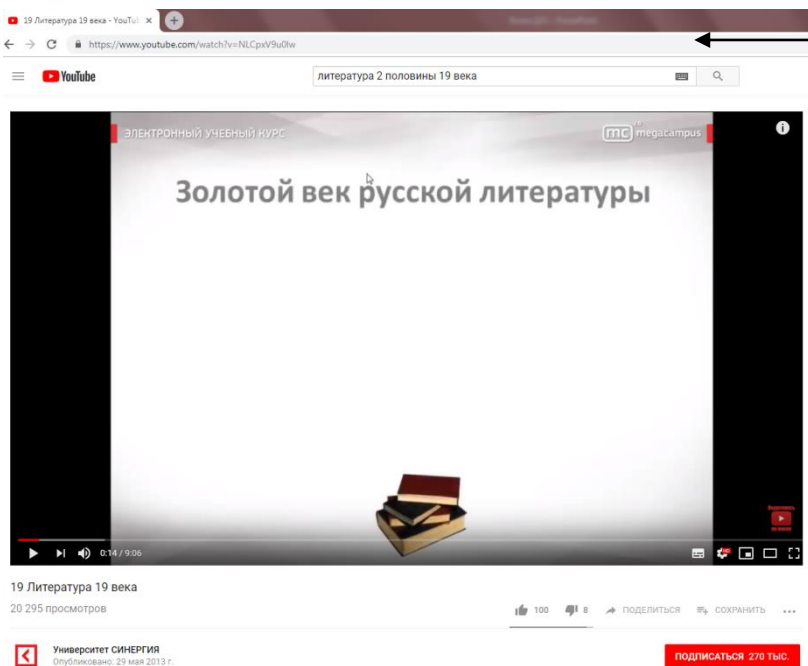 19 Литература 19 века - YouTu
https://www.youtube.com/watch?v=NLCpxV9u0lw
YouTube
литература 2 половины 19 века
ЭЛЕКТРОННЫЙ УЧЕБНЫЙ КУРС
mc megacampus
Золотой век русской литературы
0:14 / 9:06
19 Литература 19 века
20 295 просмотров
100 8 ПОДЕЛИТЬСЯ СОХРАНИТЬ
Университет СИНЕРГИЯ
Опубликовано: 29 мая 2013 г.
ПОДПИСАТЬСЯ 270 ТЫС.